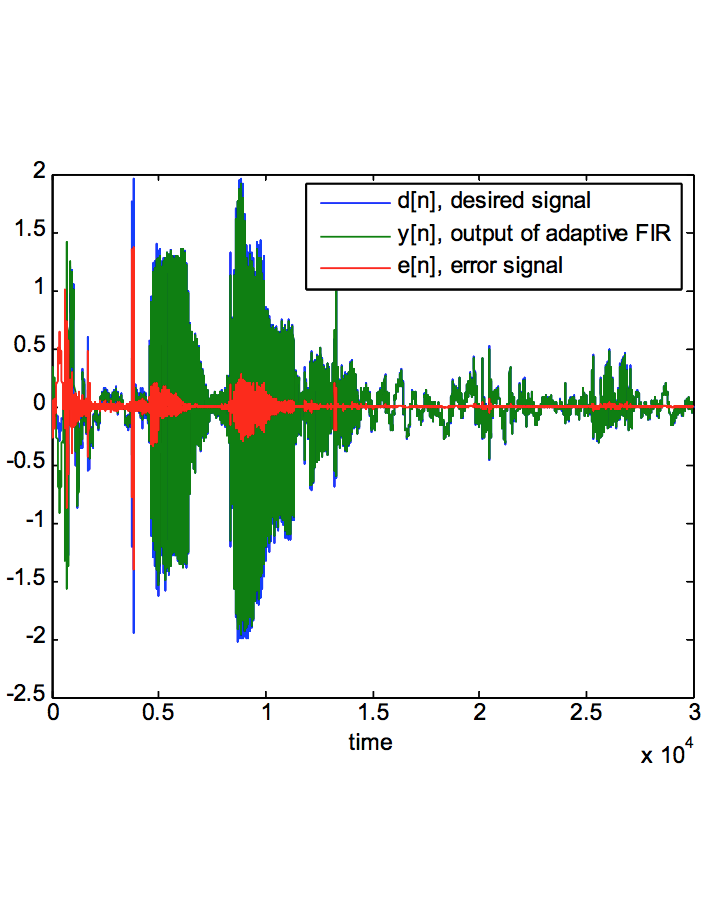 2
1.5
1
0.5
0
-0.5
-1
-1.5
-2
-2.5
d[n], desired signal
y[n], output of adaptive FIR
e[n], error signal
0 0.5 1 1.5 2 2.5 3
time
x 10^4